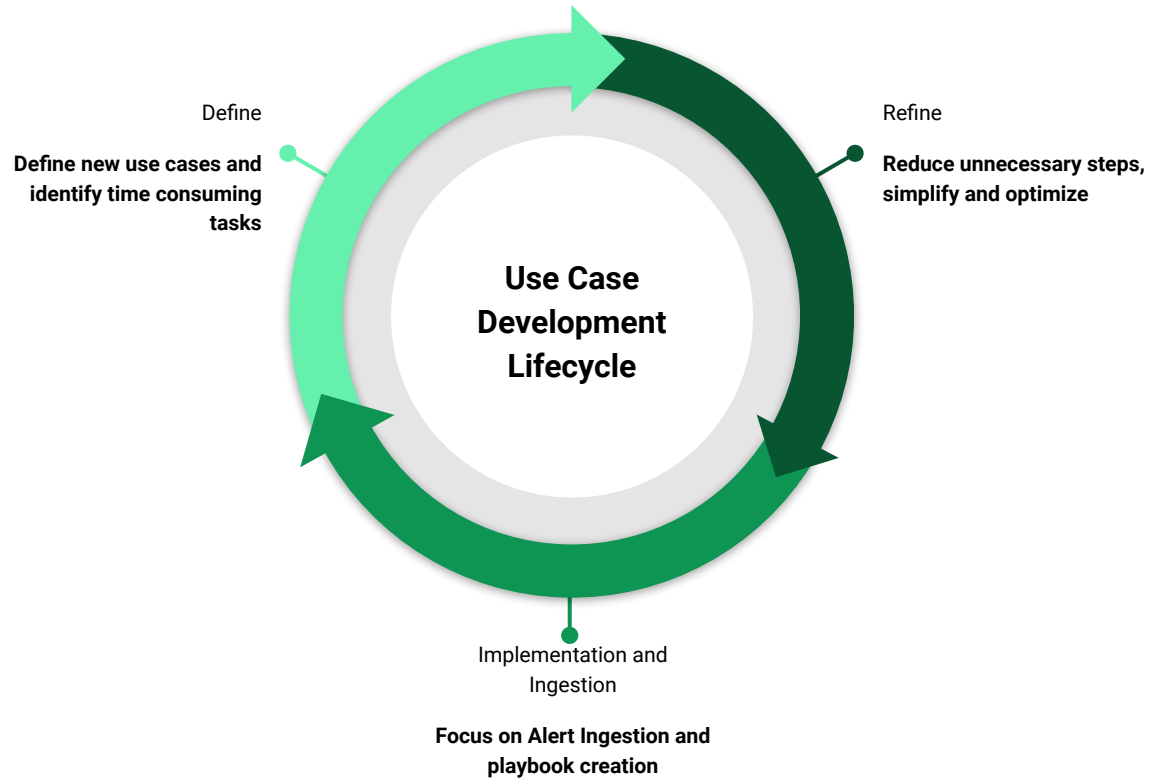 Define
Define new use cases and
identify time consuming
tasks
Refine
Reduce unnecessary steps,
simplify and optimize
Use Case
Development
Lifecycle
Implementation and
Ingestion
Focus on Alert Ingestion and
playbook creation